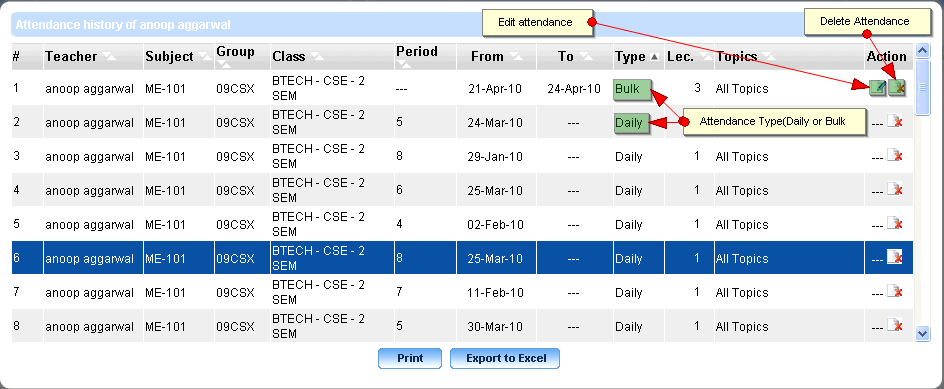 Attendance history of anoop aggarwal
Edit attendance
Delete Attendance
# Teacher Subject Group Class Period From To Type Lec. Topics Action
1 anoop aggarwal ME-101 09CSX BTECH - CSE - 2 --- 21-Apr-10 24-Apr-10 Bulk 3 All Topics
SEM
2 anoop aggarwal ME-101 09CSX BTECH - CSE - 2 5 24-Mar-10 --- Daily ---
SEM
Attendance Type(Daily or Bulk
3 anoop aggarwal ME-101 09CSX BTECH - CSE - 2 8 29-Jan-10 --- Daily 1 All Topics ---
SEM
4 anoop aggarwal ME-101 09CSX BTECH - CSE - 2 6 25-Mar-10 --- Daily 1 All Topics ---
SEM
5 anoop aggarwal ME-101 09CSX BTECH - CSE - 2 4 02-Feb-10 --- Daily 1 All Topics ---
SEM
6 anoop aggarwal ME-101 09CSX BTECH - CSE - 2 8 25-Mar-10 --- Daily 1 All Topics ---
SEM
7 anoop aggarwal ME-101 09CSX BTECH - CSE - 2 7 11-Feb-10 --- Daily 1 All Topics ---
SEM
8 anoop aggarwal ME-101 09CSX BTECH - CSE - 2 5 30-Mar-10 --- Daily 1 All Topics ---
SEM
Print Export to Excel